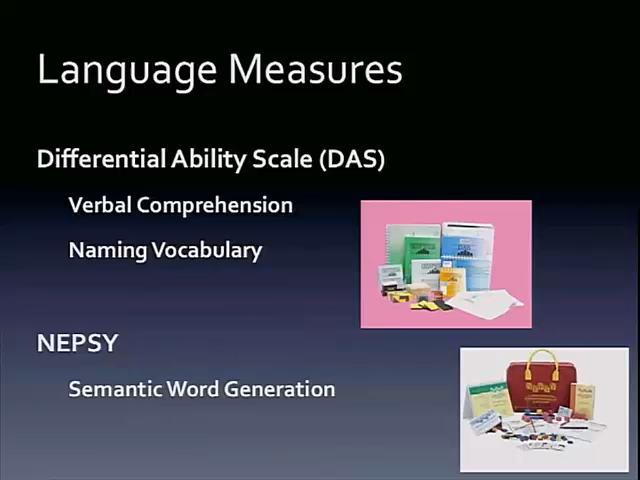 Language Measures
Differential Ability Scale (DAS)
Verbal Comprehension
Naming Vocabulary
NEPSY
Semantic Word Generation